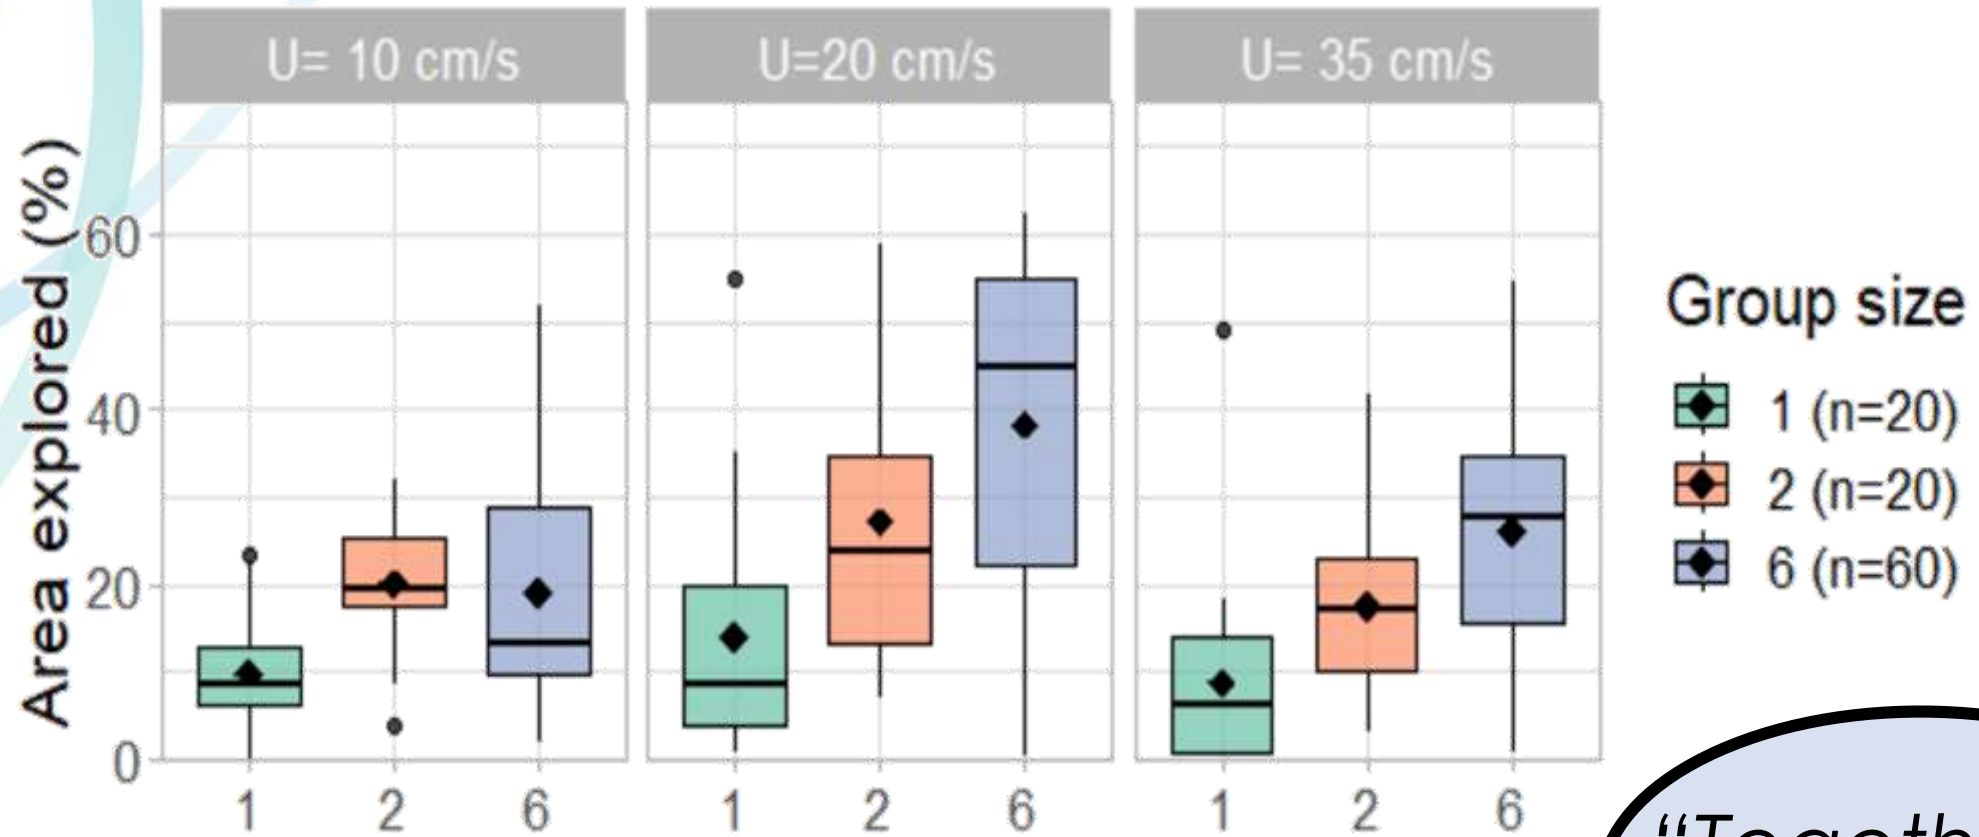 U= 10 cm/s
U=20 cm/s
U= 35 cm/s
Area explored (%)
60
40
20
0
1 2 6
1 2 6
1 2 6
Group size
1 (n=20)
2 (n=20)
6 (n=60)